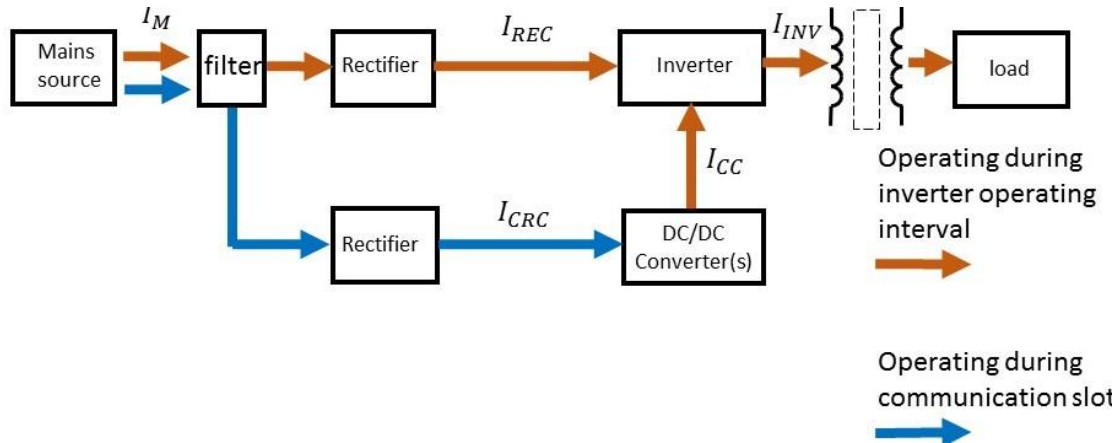 I_M
I_REC
I_INV
Mains
source
filter
Rectifier
Inverter
load
I_CC
Operating during
inverter operating
interval
I_CRC
Rectifier
DC/DC
Converter(s)
Operating during
communication slot